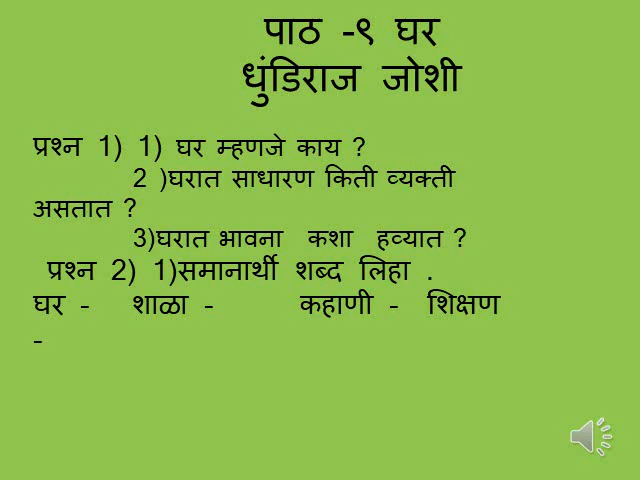 पाठ -९ घर
धुंडिराज जोशी
प्रश्न 1) 1) घर म्हणजे काय ?
2 )घरात साधारण किती व्यक्ती
असतात ?
3)घरात भावना कशा हव्यात ?
प्रश्न 2) 1)समानार्थी शब्द लिहा .
घर - शाळा - कहाणी - शिक्षण
-